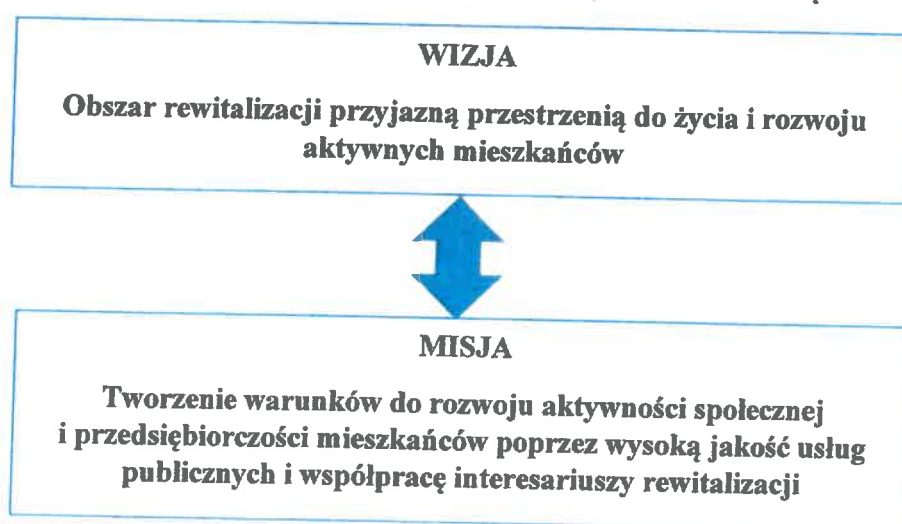 WIZJA
Obszar rewitalizacji przyjazną przestrzenią do życia i rozwoju
aktywnych mieszkańców
MISJA
Tworzenie warunków do rozwoju aktywności społecznej
i przedsiębiorczości mieszkańców poprzez wysoką jakość usług
publicznych i współpracę interesariuszy rewitalizacji